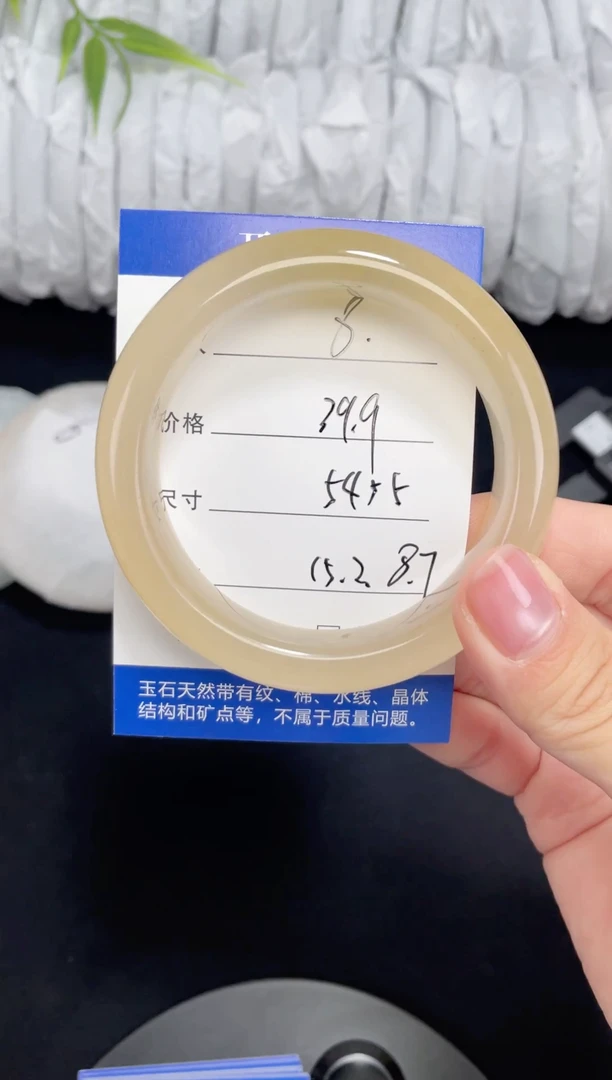 8.
价格 39.9
尺寸 54.5
15.2 8.7
玉石天然带有纹、棉、水线、晶体
结构和矿点等，不属于质量问题。